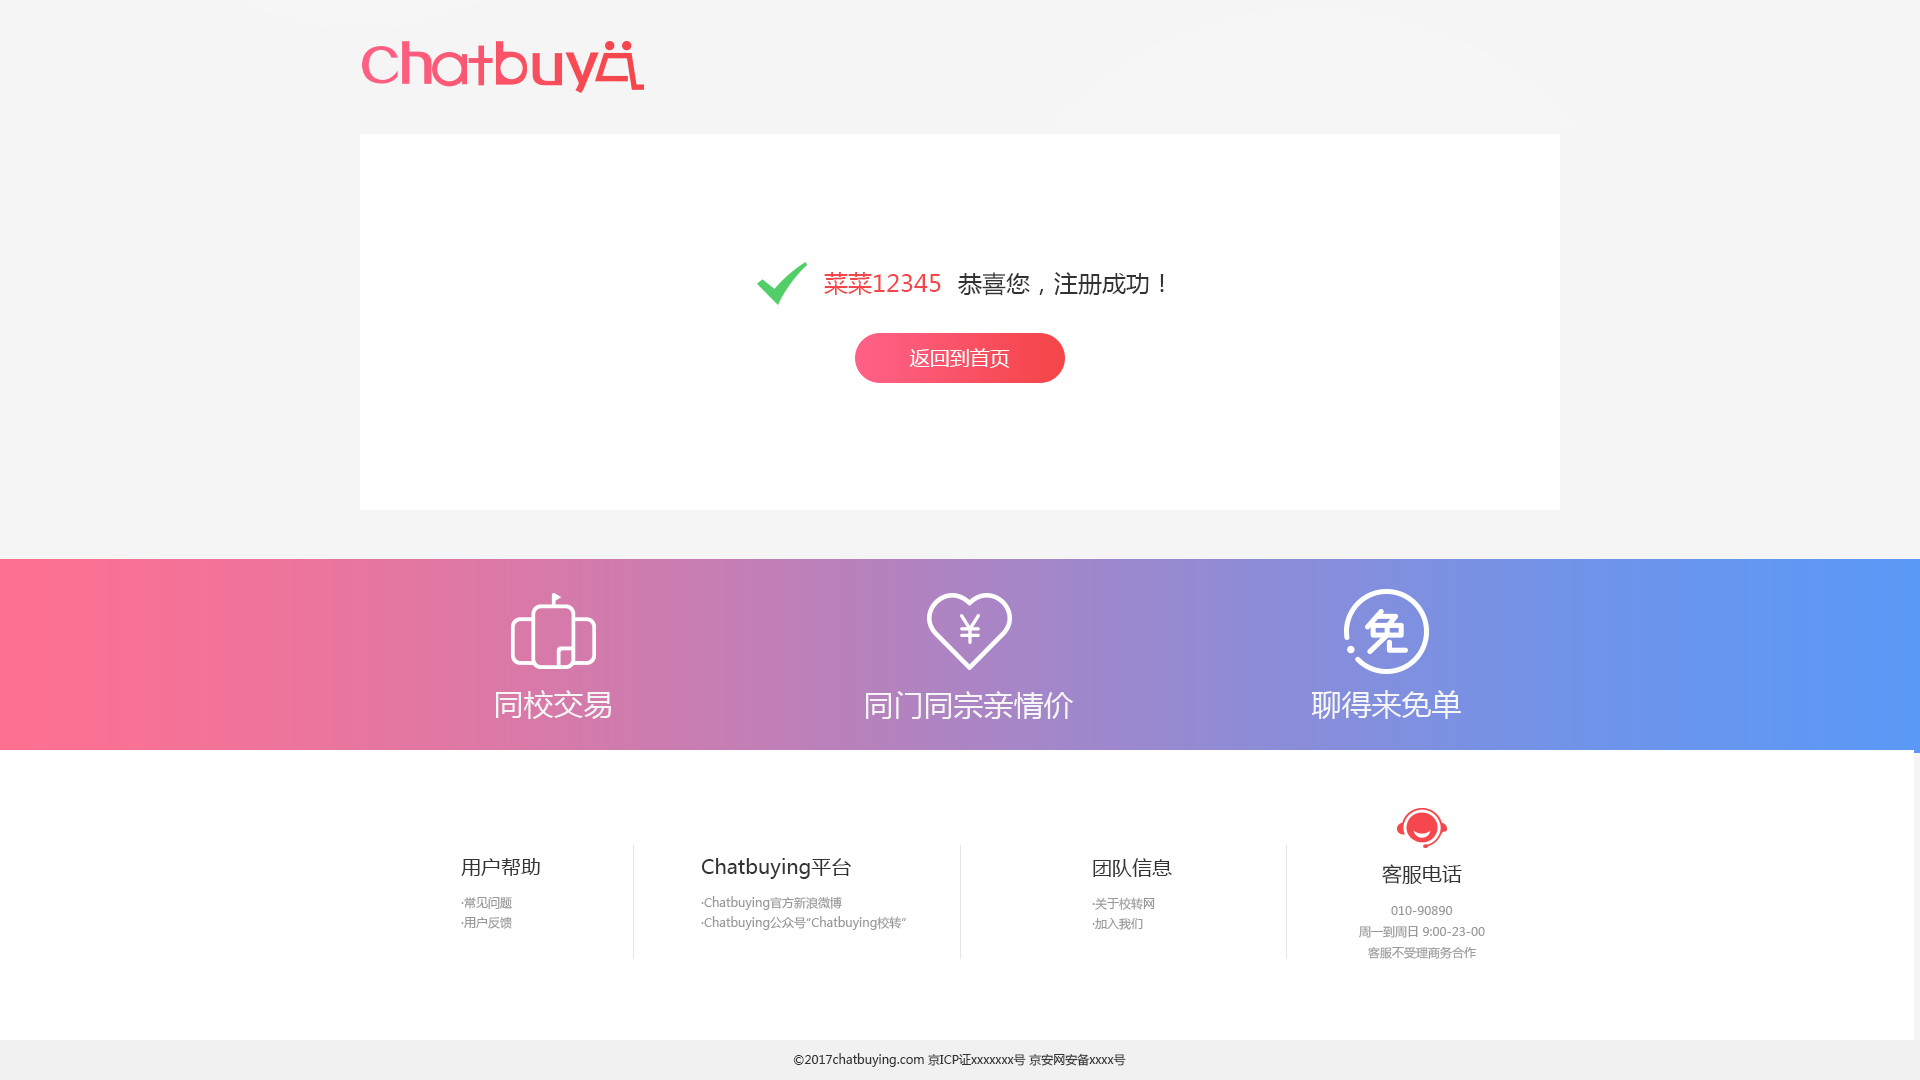 Chatbuy
菜菜12345 恭喜您，注册成功！
返回到首页
¥
免
同校交易
同门同宗亲情价
聊得来免单
用户帮助
·常见问题
·用户反馈
Chatbuying平台
·Chatbuying官方新浪微博
·Chatbuying公众号“Chatbuying校转”
团队信息
·关于校转网
·加入我们
客服电话
010-90890
周一到周日 9:00-23-00
客服不受理商务合作
©2017chatbuying.com 京ICP证xxxxxxx号 京安网安备xxxx号